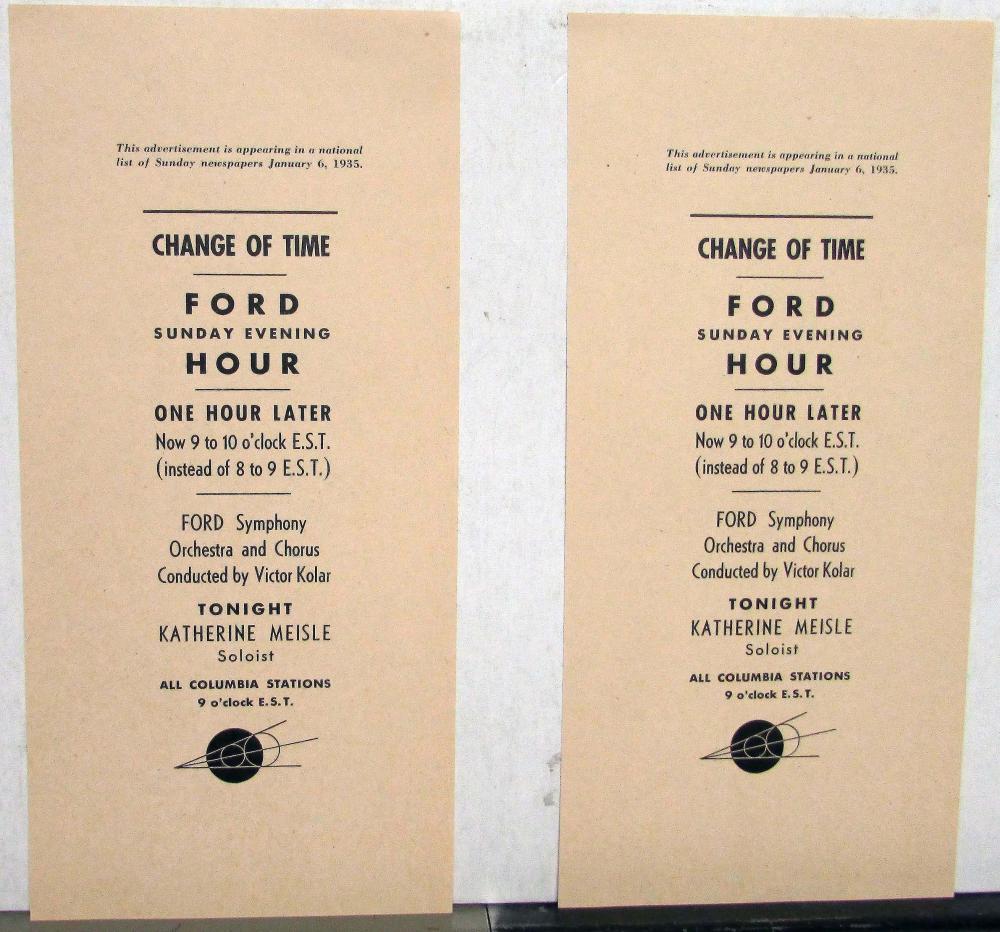 This advertisement is appearing in a national
list of Sunday newspapers January 6, 1935.
CHANGE OF TIME
FORD
SUNDAY EVENING
HOUR
ONE HOUR LATER
Now 9 to 10 o'clock E.S.T.
(instead of 8 to 9 E.S.T.)
FORD Symphony
Orchestra and Chorus
Conducted by Victor Kolar
TONIGHT
KATHERINE MEISLE
Soloist
ALL COLUMBIA STATIONS
9 o'clock E.S.T.
This advertisement is appearing in a national
list of Sunday newspapers January 6, 1935.
CHANGE OF TIME
FORD
SUNDAY EVENING
HOUR
ONE HOUR LATER
Now 9 to 10 o'clock E.S.T.
(instead of 8 to 9 E.S.T.)
FORD Symphony
Orchestra and Chorus
Conducted by Victor Kolar
TONIGHT
KATHERINE MEISLE
Soloist
ALL COLUMBIA STATIONS
9 o'clock E.S.T.